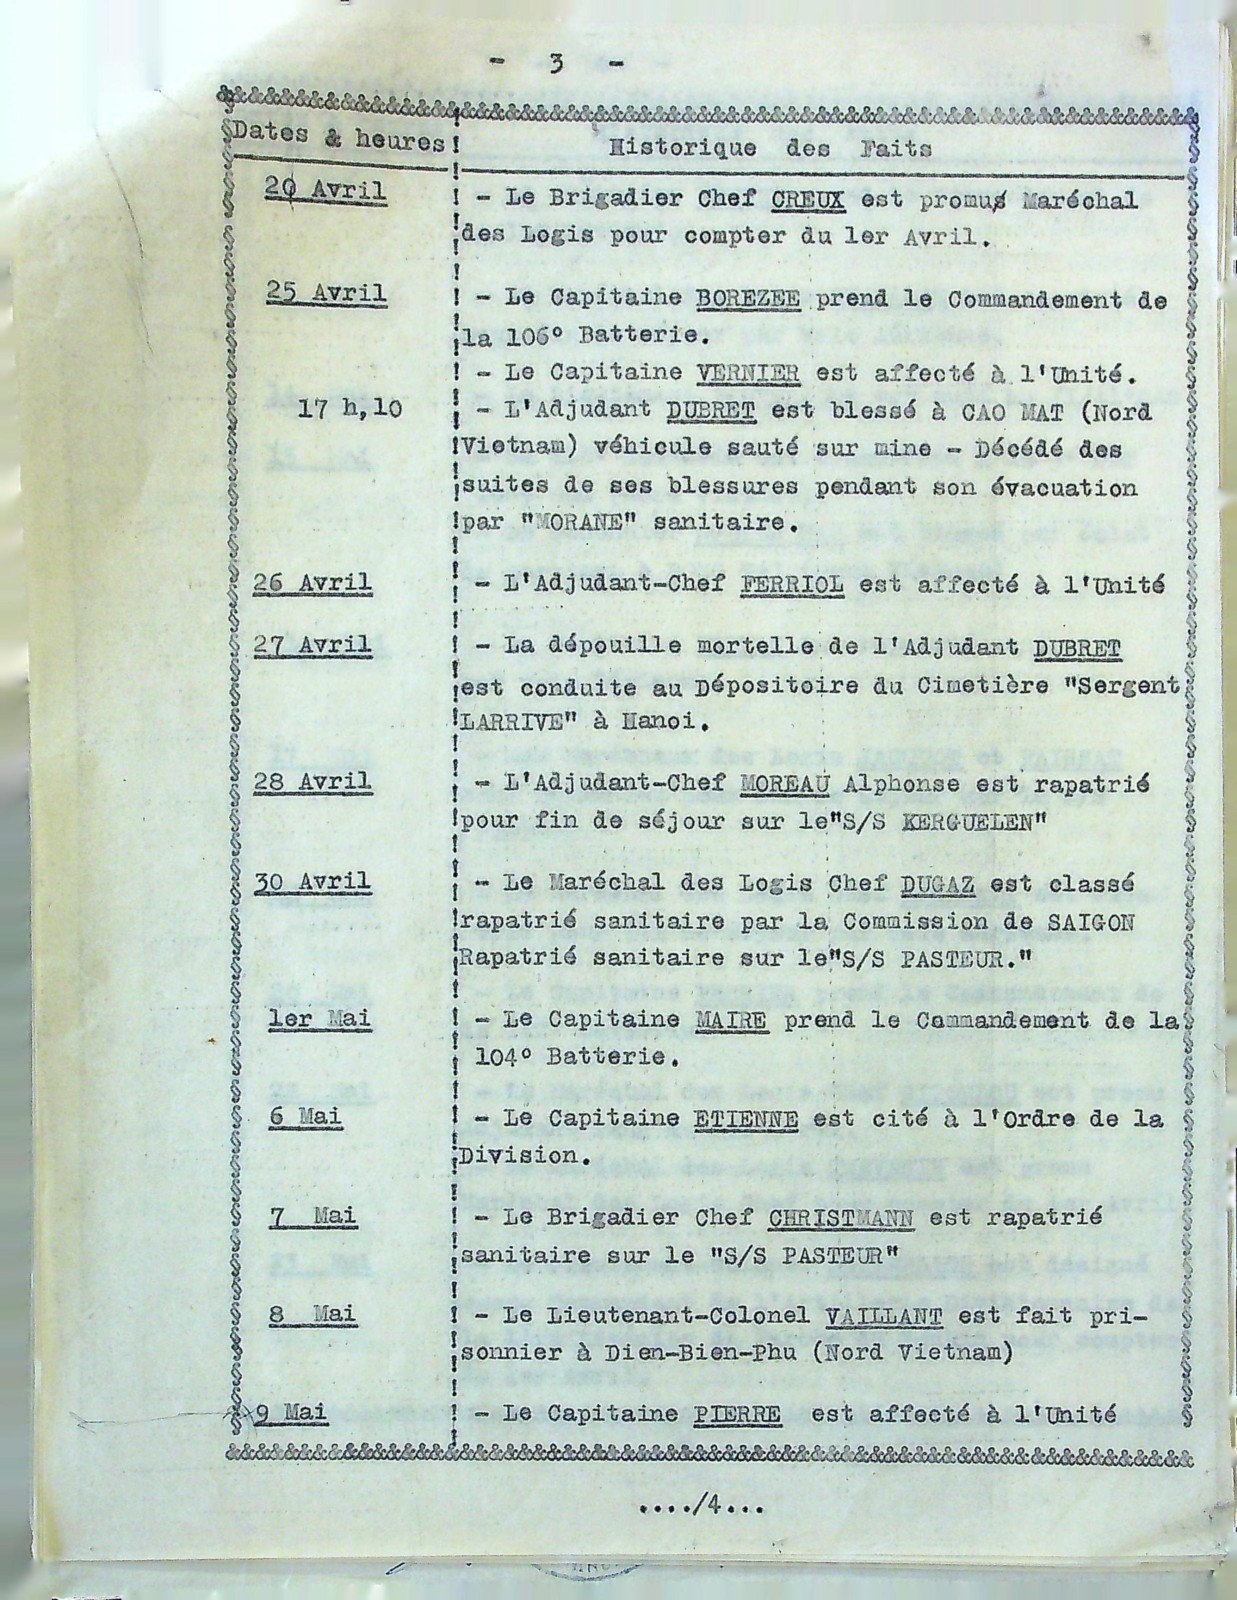 - 3 -
Dates & heures ! Historique des Faits
20 Avril ! - Le Brigadier Chef CREUX est promus Maréchal
des Logis pour compter du 1er Avril.
25 Avril ! - Le Capitaine BOREZEE prend le Commandement de
la 106° Batterie.
! - Le Capitaine VERNIER est affecté à l'Unité.
17 h,10 ! - L'Adjudant DUBRET est blessé à CAO MAT (Nord
!Vietnam) véhicule sauté sur mine - Décédé des
suites de ses blessures pendant son évacuation
!par "MORANE" sanitaire.
26 Avril ! - L'Adjudant-Chef FERRIOL est affecté à l'Unité
27 Avril ! - La dépouille mortelle de l'Adjudant DUBRET
est conduite au Dépositoire du Cimetière "Sergent
!LARRIVE" à Hanoi.
28 Avril ! - L'Adjudant-Chef MOREAU Alphonse est rapatrié
!pour fin de séjour sur le"S/S KERGUELEN"
30 Avril ! - Le Maréchal des Logis Chef DUGAZ est classé
!rapatrié sanitaire par la Commission de SAIGON
Rapatrié sanitaire sur le"S/S PASTEUR."
1er Mai ! - Le Capitaine MAIRE prend le Commandement de la
104° Batterie.
6 Mai ! - Le Capitaine ETIENNE est cité à l'Ordre de la
Division.
7 Mai ! - Le Brigadier Chef CHRISTMANN est rapatrié
sanitaire sur le "S/S PASTEUR"
8 Mai ! - Le Lieutenant-Colonel VAILLANT est fait pri-
sonnier à Dien-Bien-Phu (Nord Vietnam)
9 Mai ! - Le Capitaine PIERRE est affecté à l'Unité
..../4...